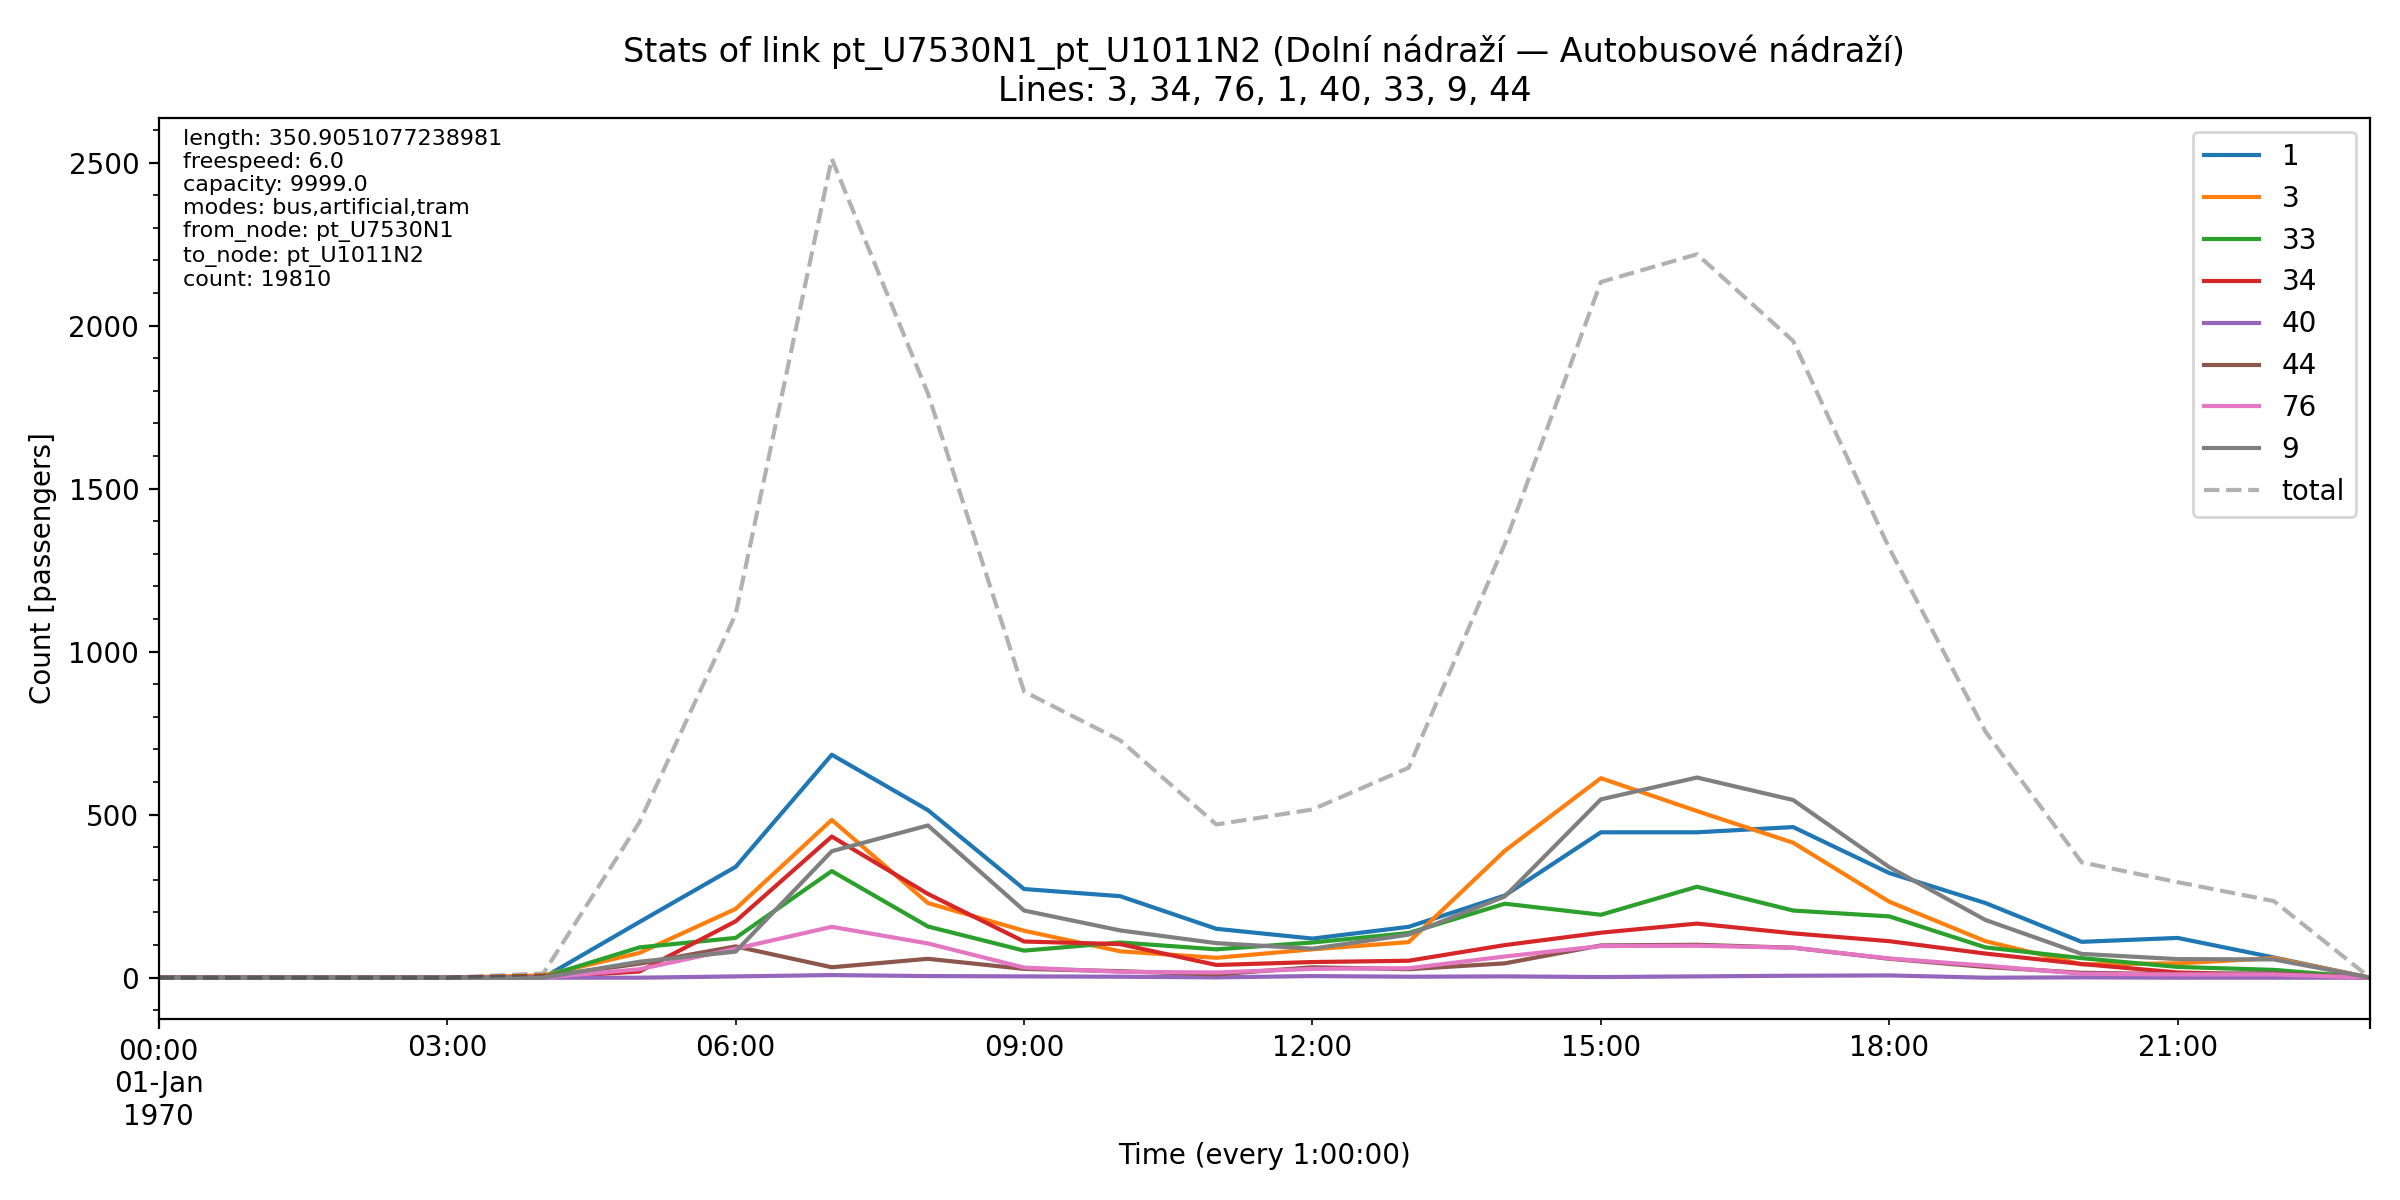 Stats of link pt_U7530N1_pt_U1011N2 (Dolní nádraží — Autobusové nádraží)
Lines: 3, 34, 76, 1, 40, 33, 9, 44
length: 350.9051077238981
freespeed: 6.0
capacity: 9999.0
modes: bus,artificial,tram
from_node: pt_U7530N1
to_node: pt_U1011N2
count: 19810
1
3
33
34
40
44
76
9
total
Count [passengers]
2500
2000
1500
1000
500
0
00:00
01-Jan
1970
03:00
06:00
09:00
12:00
15:00
18:00
21:00
Time (every 1:00:00)